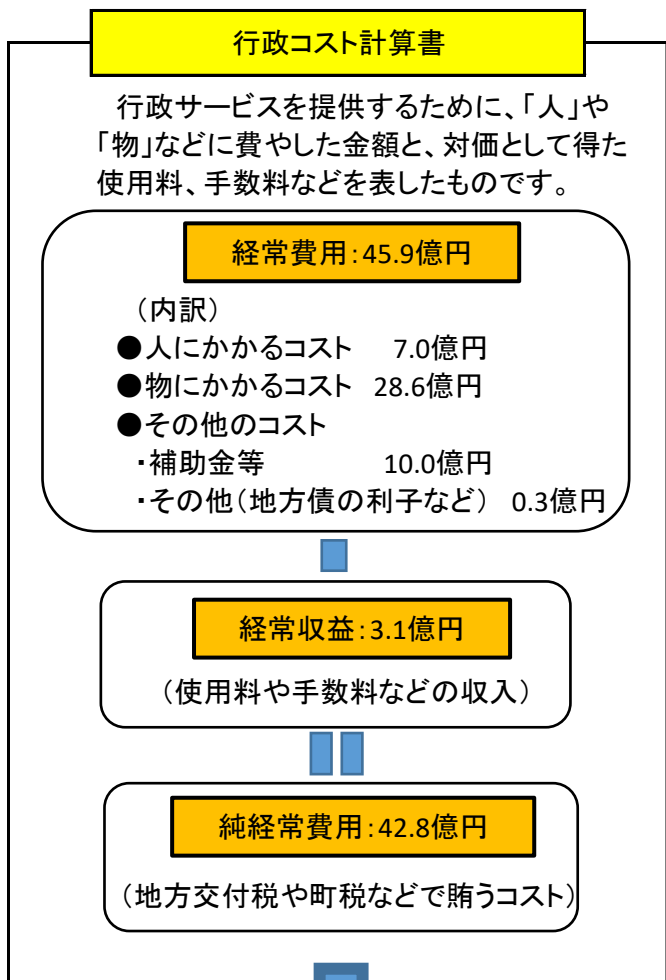 行政コスト計算書
行政サービスを提供するために、「人」や
「物」などに費やした金額と、対価として得た
使用料、手数料などを表したものです。
経常費用：45.9億円
（内訳）
●人にかかるコスト 7.0億円
●物にかかるコスト 28.6億円
●その他のコスト
・補助金等 10.0億円
・その他（地方債の利子など） 0.3億円
経常収益：3.1億円
（使用料や手数料などの収入）
純経常費用：42.8億円
（地方交付税や町税などで賄うコスト）